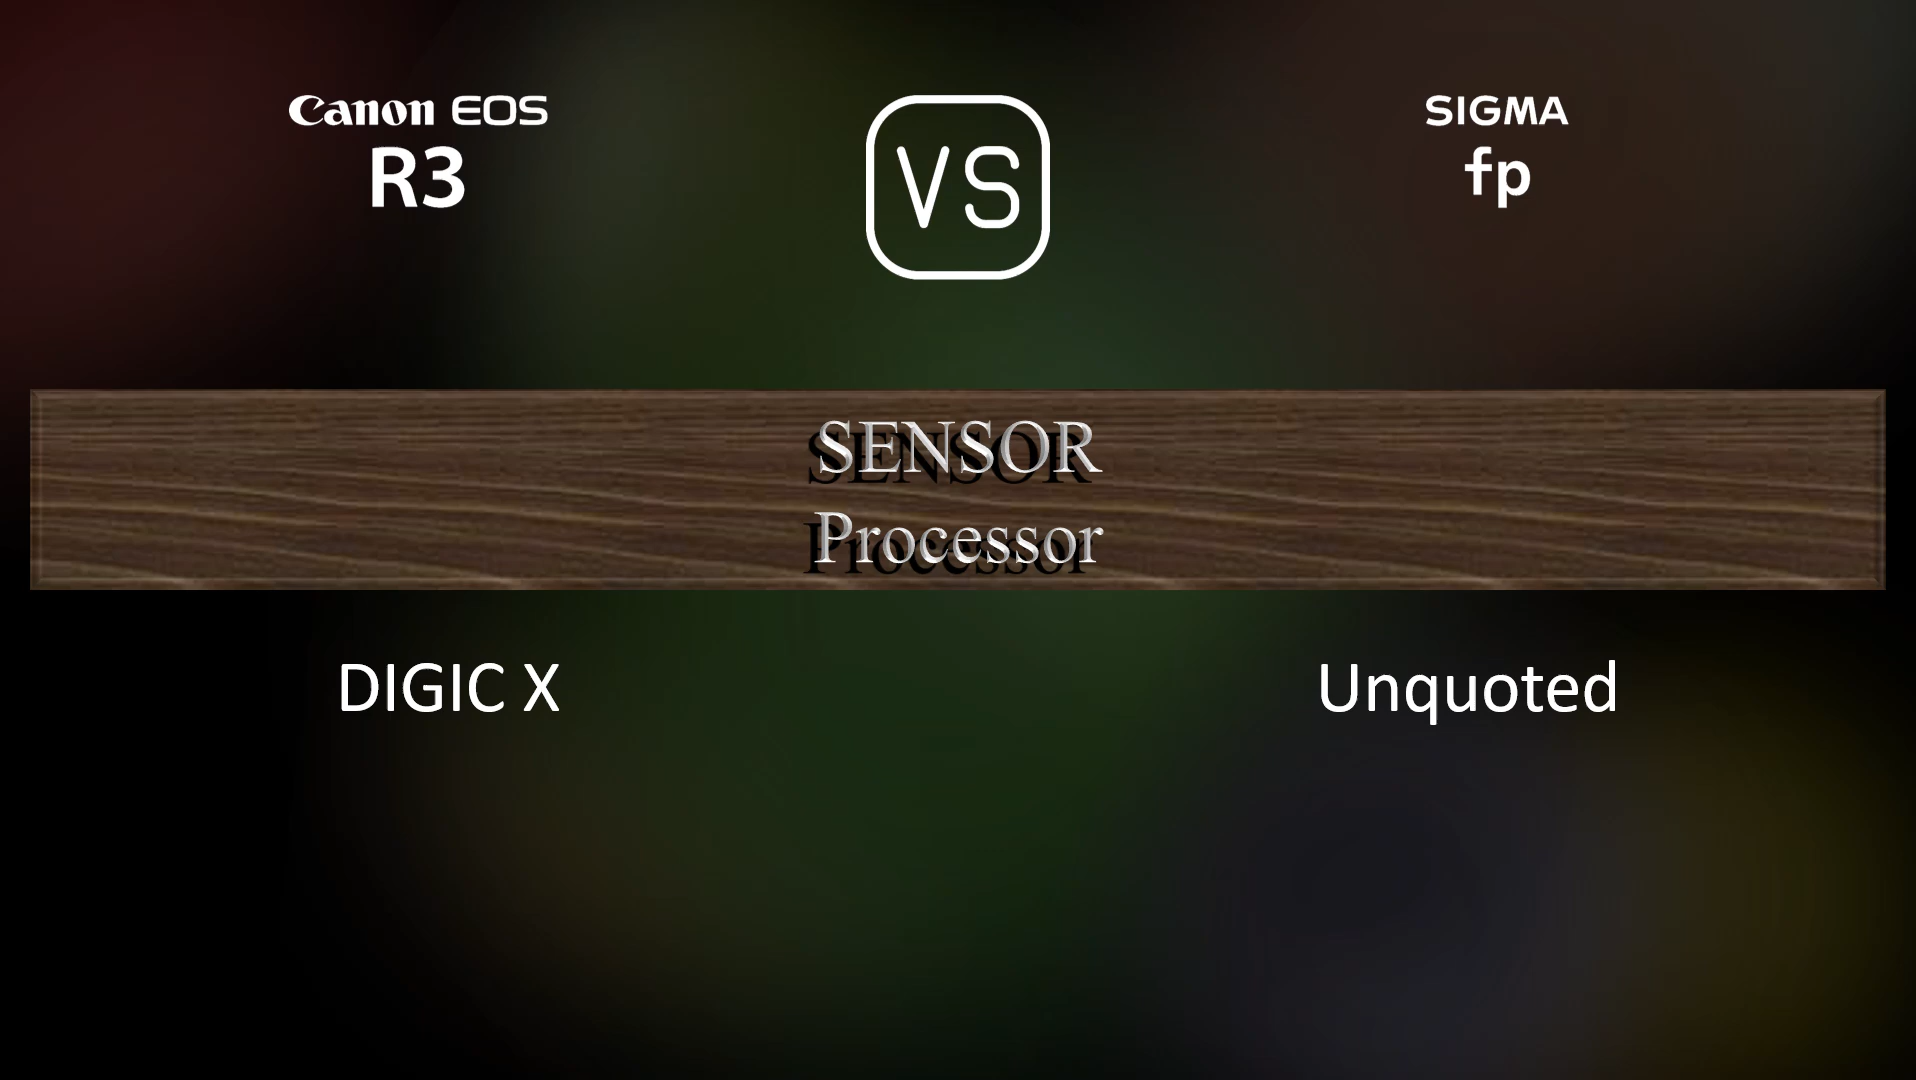 Canon EOS
R3
VS
SIGMA
fp
SENSOR
Processor
DIGIC X
Unquoted